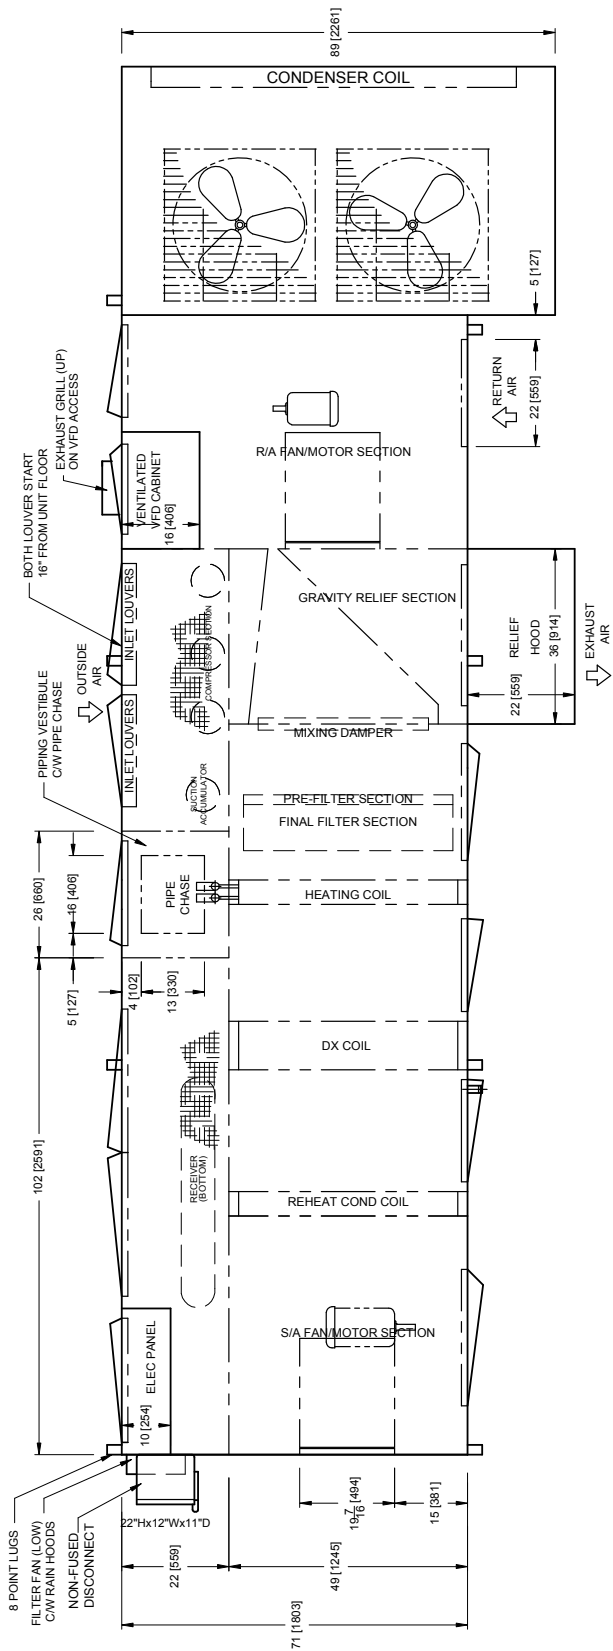 89 [2261]
CONDENSER COIL
5 [127]
EXHAUST GRILL (UP)
ON VFD ACCESS
VENTILATED
VFD CABINET
16 [406]
R/A FAN/MOTOR SECTION
RETURN
AIR
22 [559]
BOTH LOUVER START
16" FROM UNIT FLOOR
INLET LOUVERS
COMPRESSOR SECTION
GRAVITY RELIEF SECTION
RELIEF
HOOD
36 [914]
22 [559]
EXHAUST
AIR
OUTSIDE
AIR
INLET LOUVERS
MIXING DAMPER
PIPING VESTIBULE
C/W PIPE CHASE
SUCTION
ACCUMULATOR
PRE-FILTER SECTION
FINAL FILTER SECTION
26 [660]
16 [406]
5 [127]
PIPE
CHASE
HEATING COIL
4 [102]
13 [330]
DX COIL
102 [2591]
RECEIVER
(BOTTOM)
REHEAT COND COIL
S/A FAN/MOTOR SECTION
ELEC PANEL
10 [254]
8 POINT LUGS
FILTER FAN (LOW)
C/W RAIN HOODS
NON-FUSED
DISCONNECT
22"Hx12"Wx11"D
19 7/16 [494]
15 [381]
22 [559]
49 [1245]
71 [1803]